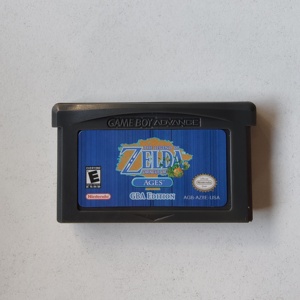 GAME BOY ADVANCE
ZELDA
AGES
GBA EDITION
E
Nintendo